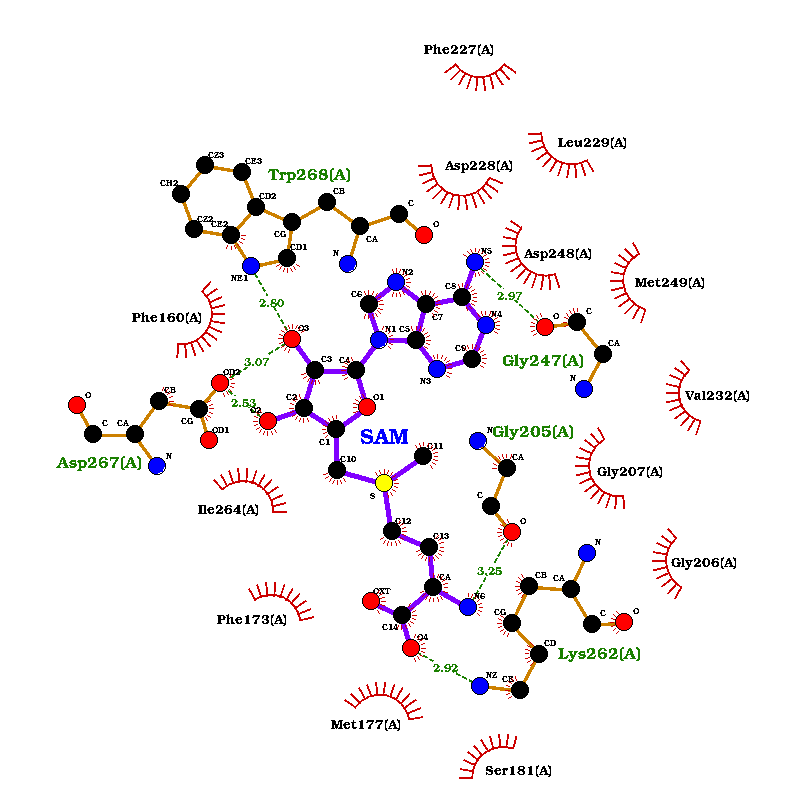 Phe227(A)
Leu229(A)
Asp228(A)
CZ3
CE3
Trp268(A)
CH2
CD2
CB
C
O
CZ2
CE2
CG
CA
CD1
N
NE1
N5
Asp248(A)
N2
Met249(A)
C8
2.97
2.80
C6
C7
Phe160(A)
N4
O
C
O3
N1
C5
C9
Gly247(A)
CA
3.07
C3
C4
N3
N
OD2
Val232(A)
CB
2.53
O
O2
C2
O1
CG
C1
SAM
N
Gly205(A)
C
CA
OD1
C11
Asp267(A)
N
C10
CA
Gly207(A)
S
Ile264(A)
C
C12
O
C13
N
Gly206(A)
3.25
CB
CA
CA
OXT
N6
Phe173(A)
C14
CG
C
O
O4
CD
Lys262(A)
2.92
NZ
CE
Met177(A)
Ser181(A)